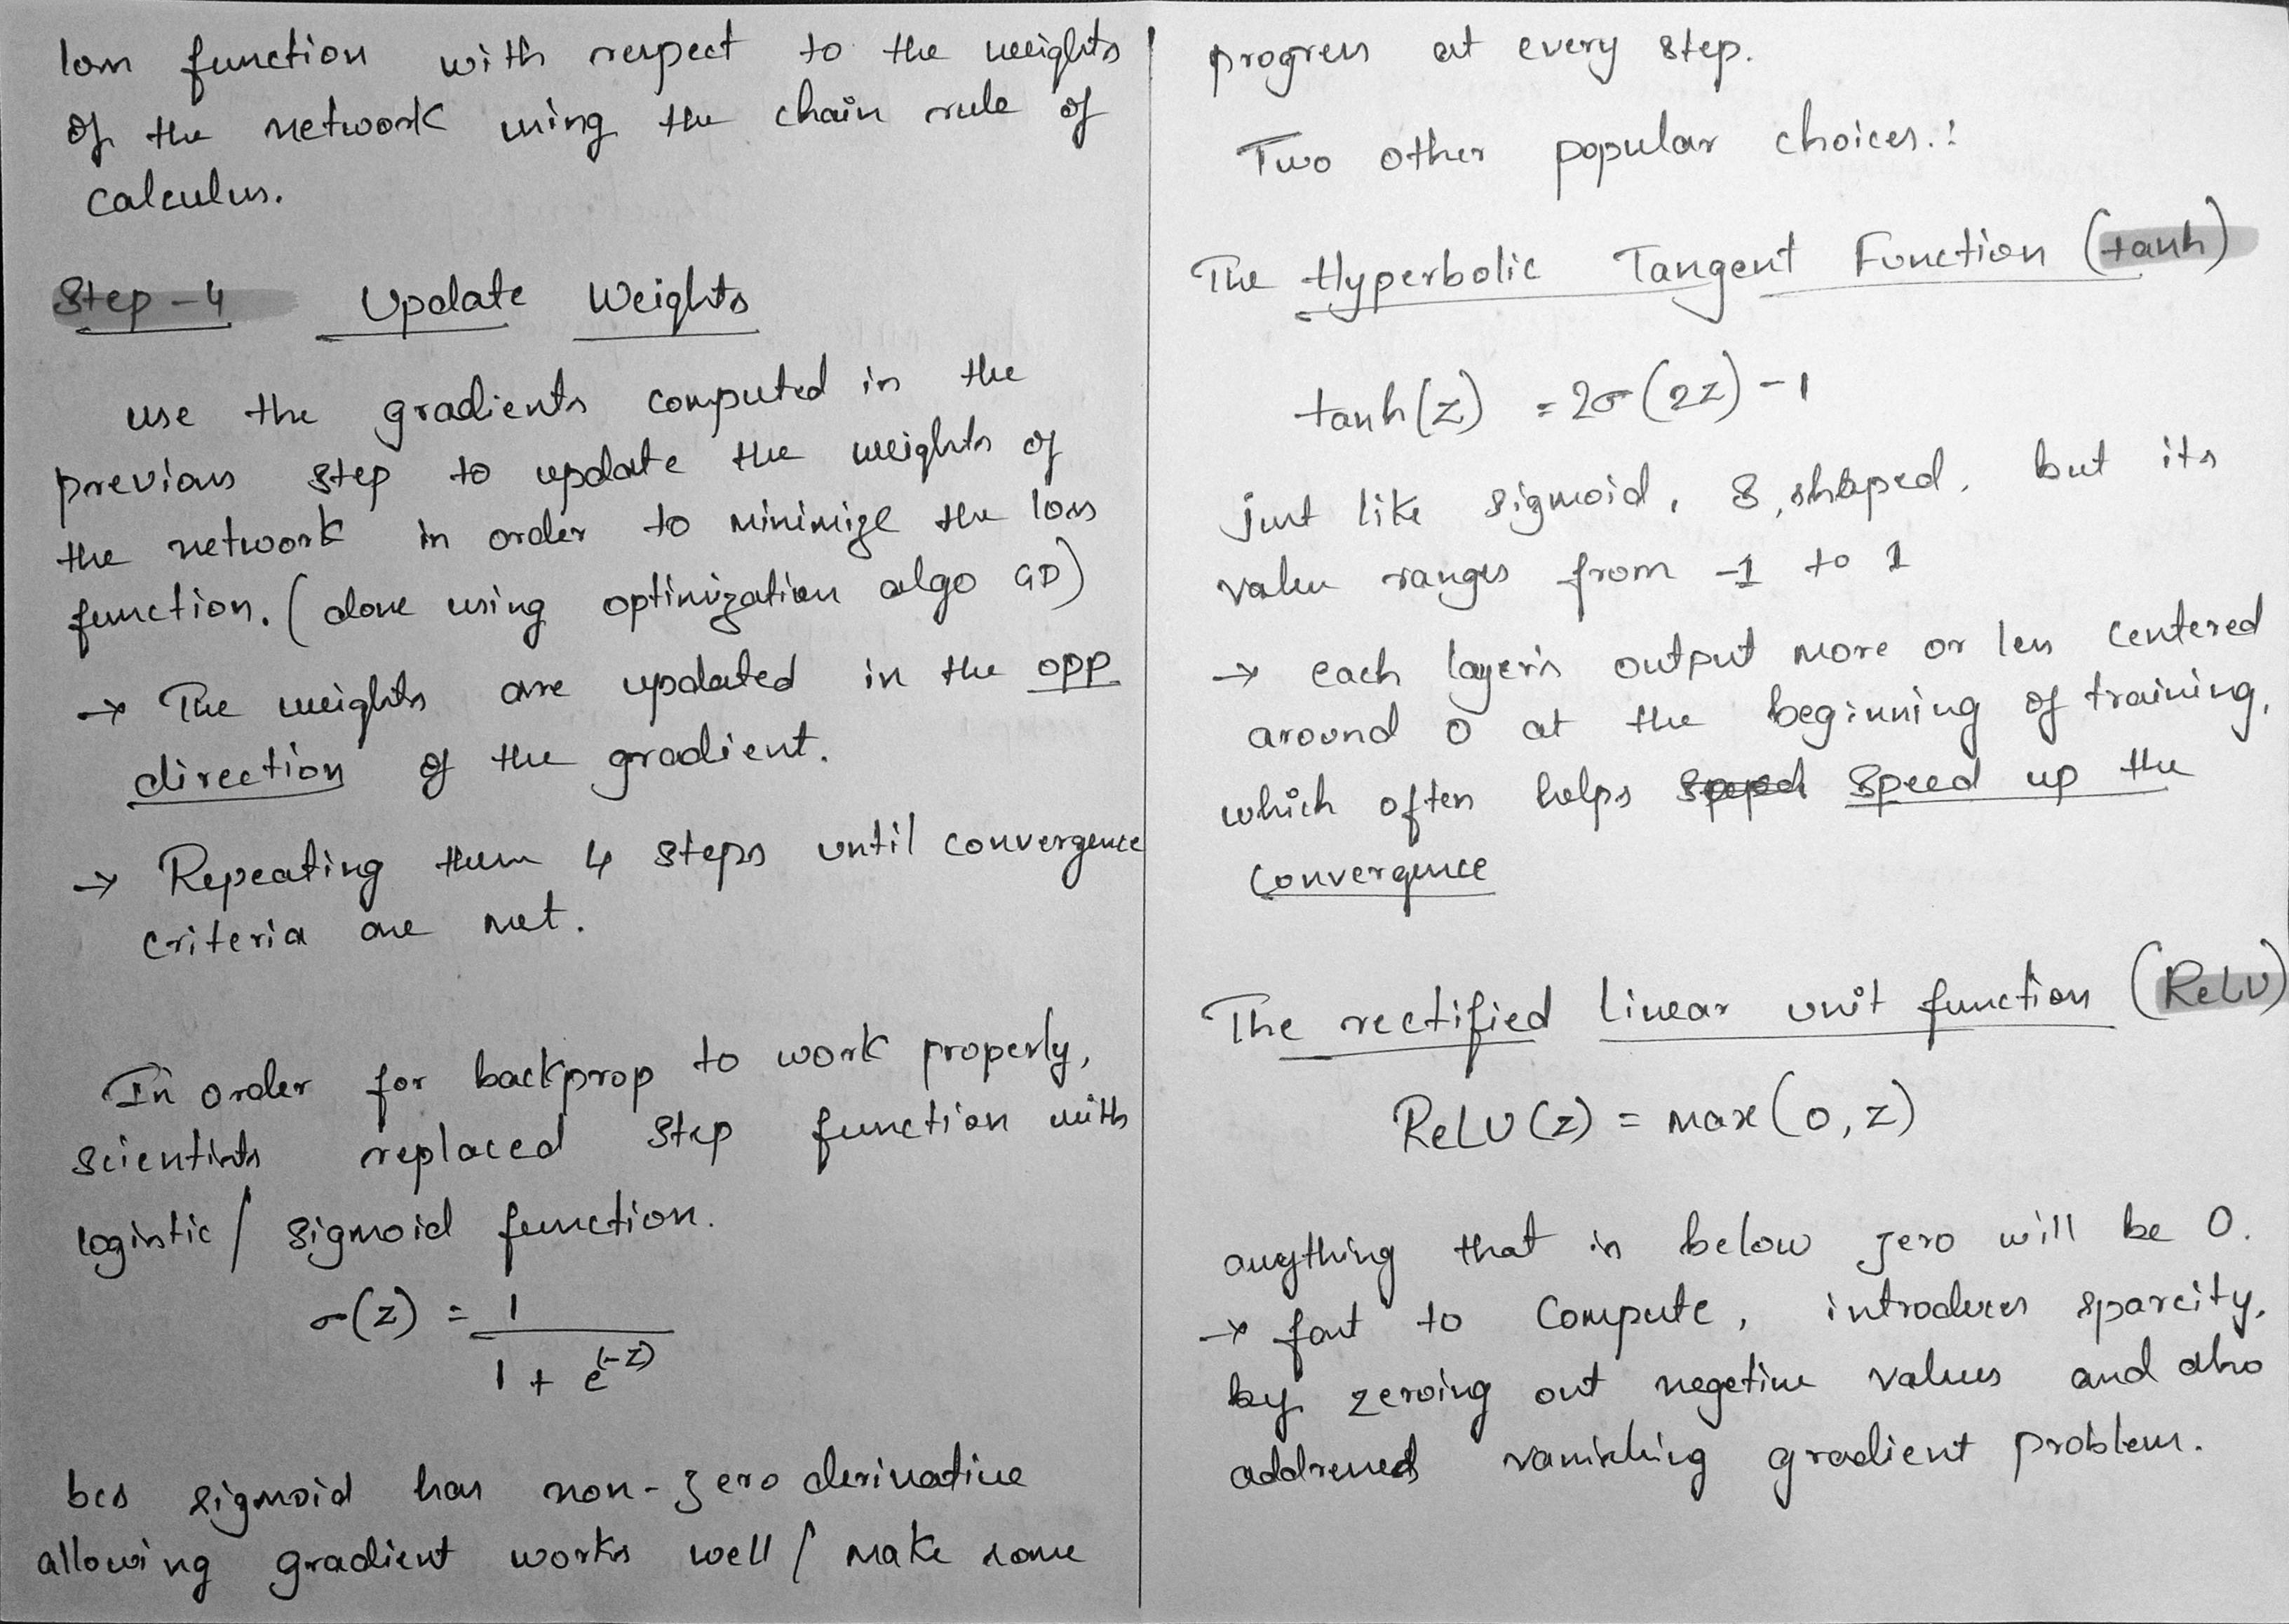 loss function with respect to the weights
of the network using the chain rule of
calculus.
Step-4 Update Weights
use the gradients computed in the
previous step to update the weights of
the network in order to minimize the loss
function. (done using optimization algo GD)
→ The weights are updated in the opp
direction of the gradient.
→ Repeating them 4 steps until convergence
criteria are met.
In order for backprop to work properly,
scientists replaced step function with
logistic / sigmoid function.
σ(z) = 1 / 1 + e^(-z)
bcs sigmoid has non-zero derivative
allowing gradient works well / make some
progress at every step.
Two other popular choices.:
The Hyperbolic Tangent Function (tanh)
tanh(z) = 2σ(2z) - 1
just like sigmoid, S, shaped, but its
value ranges from -1 to 1
→ each layer's output more or less centered
around 0 at the beginning of training,
which often helps speed up the
convergence
The rectified linear unit function (ReLU)
ReLU(z) = max(0, z)
anything that is below zero will be 0.
→ fast to compute, introduces sparcity,
by zeroing out negetive values and also
addresses vanishing gradient problem.